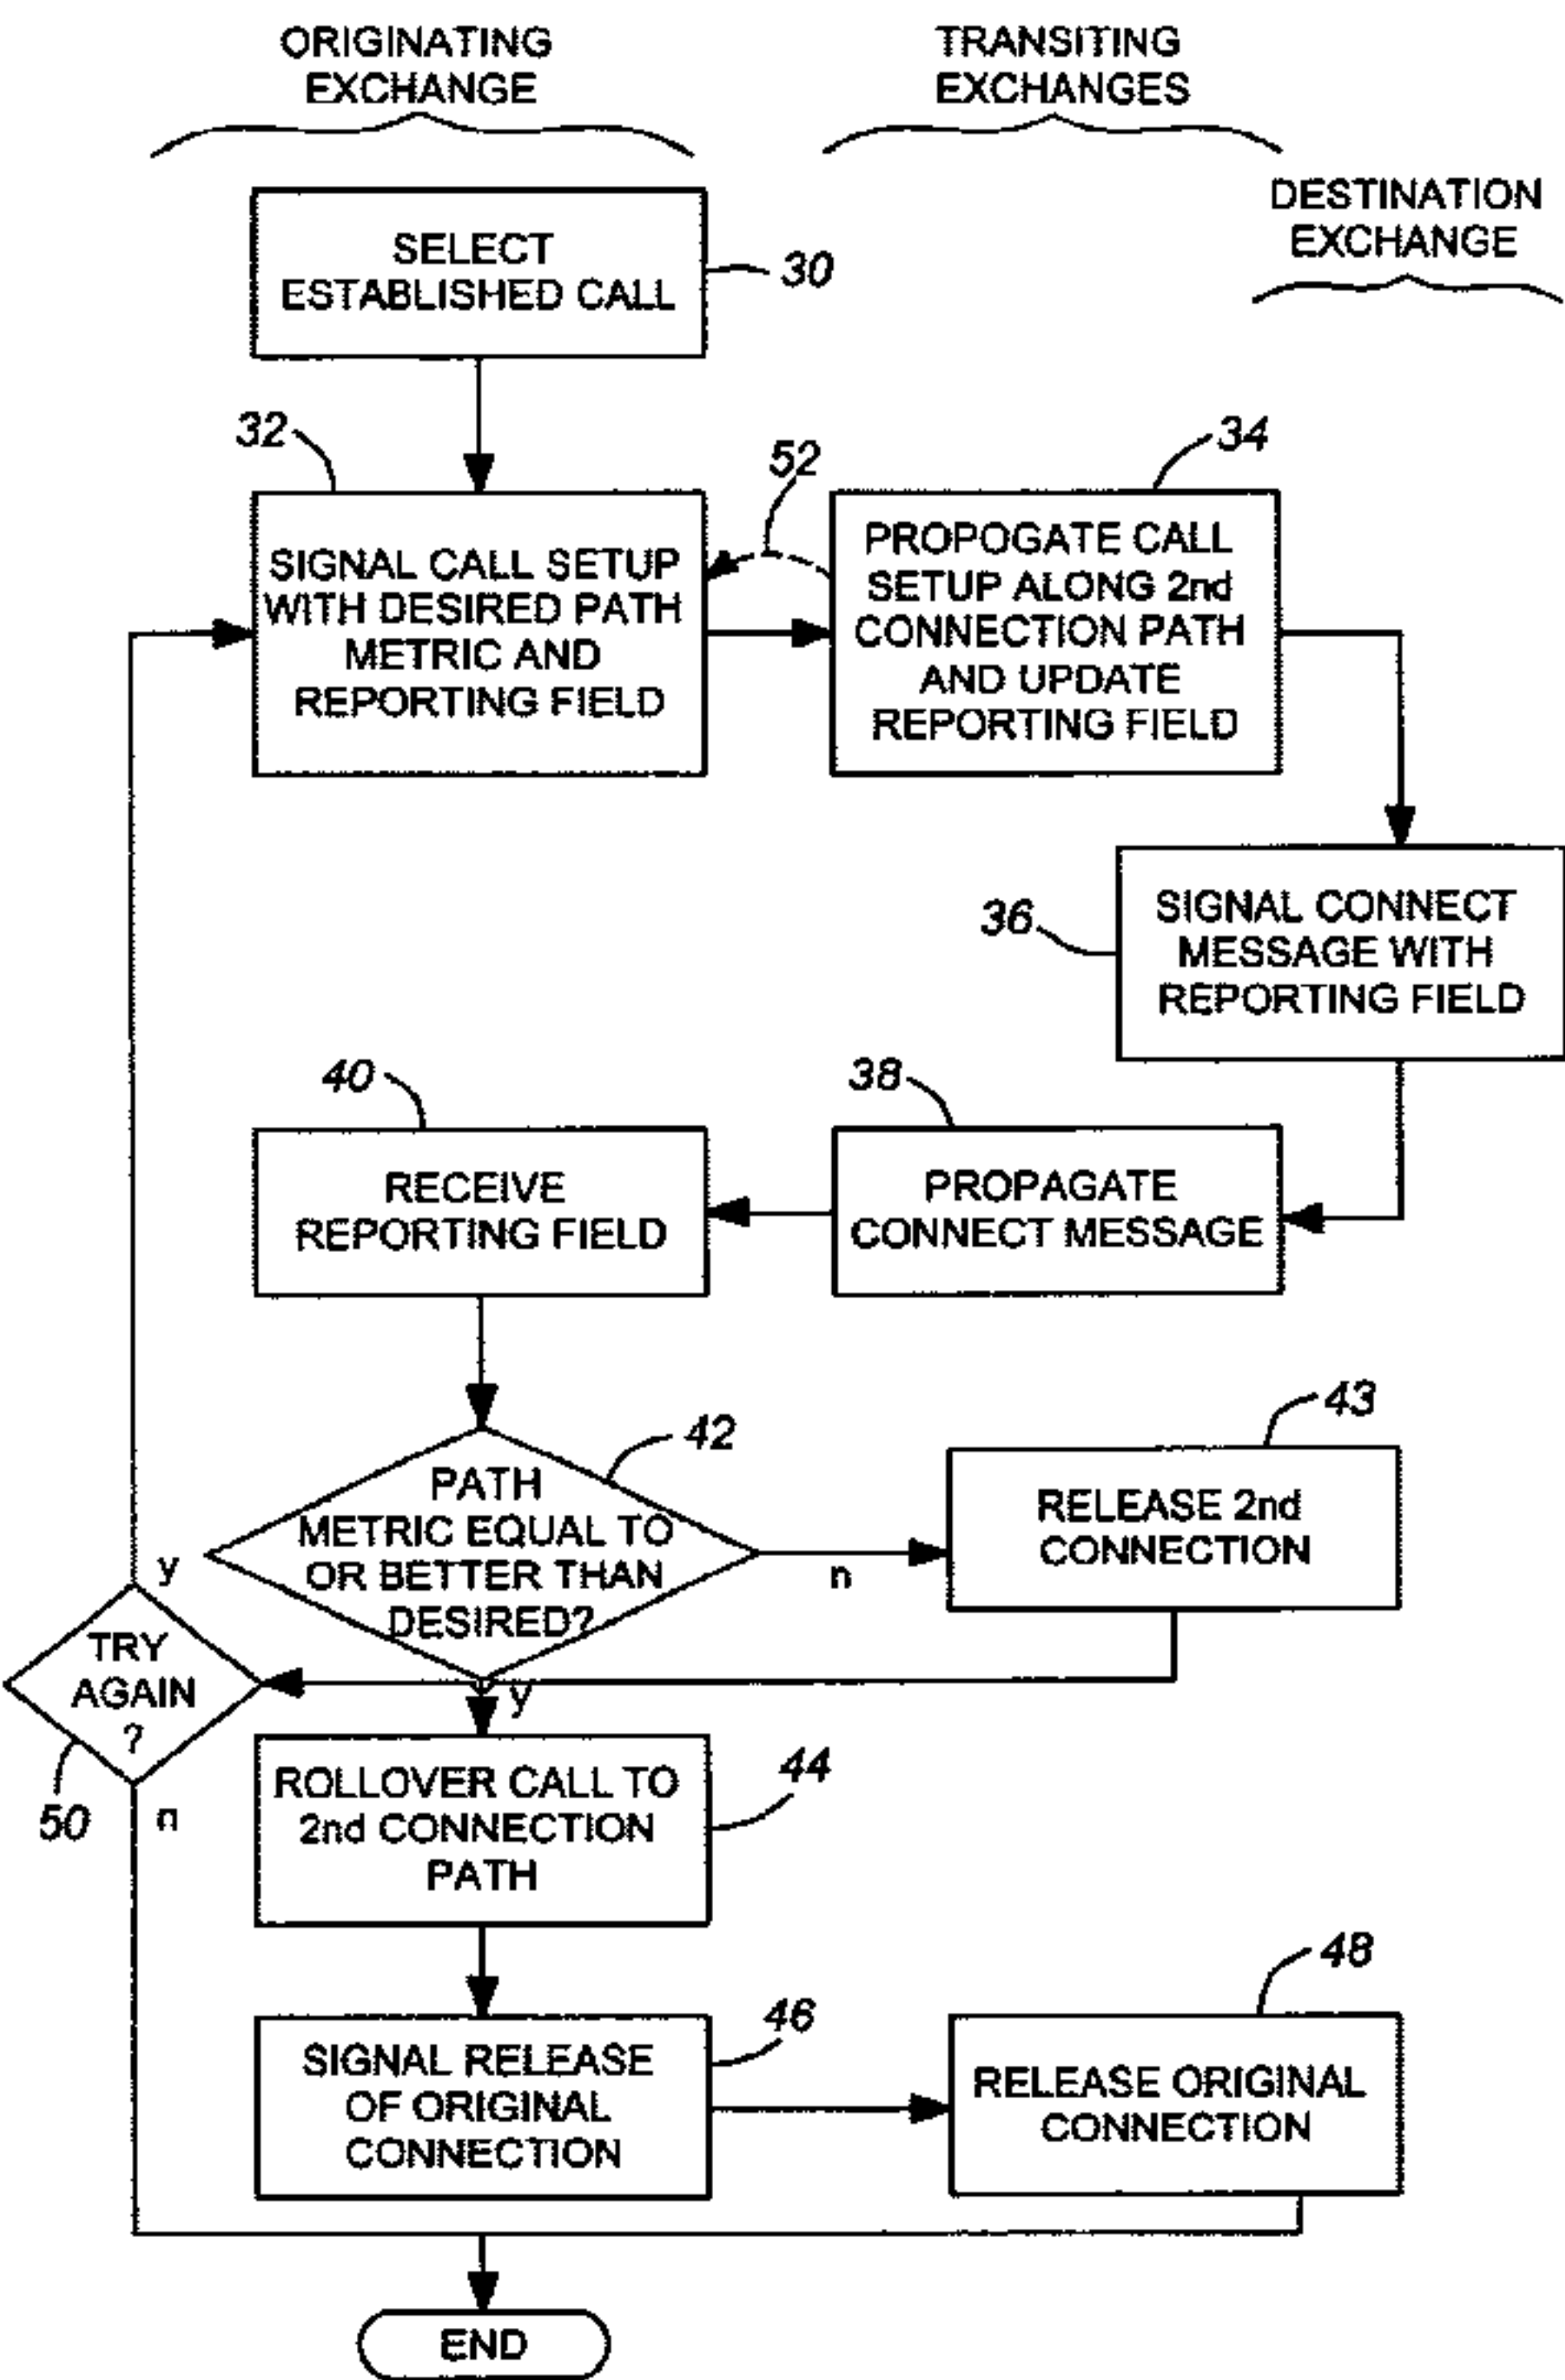 ORIGINATING
EXCHANGE
TRANSITING
EXCHANGES
DESTINATION
EXCHANGE
SELECT
ESTABLISHED CALL
30
32
52
34
SIGNAL CALL SETUP
WITH DESIRED PATH
METRIC AND
REPORTING FIELD
PROPOGATE CALL
SETUP ALONG 2nd
CONNECTION PATH
AND UPDATE
REPORTING FIELD
36
SIGNAL CONNECT
MESSAGE WITH
REPORTING FIELD
40
38
RECEIVE
REPORTING FIELD
PROPAGATE
CONNECT MESSAGE
42
43
PATH
METRIC EQUAL TO
OR BETTER THAN
DESIRED?
n
RELEASE 2nd
CONNECTION
y
TRY
AGAIN
?
50
n
y
ROLLOVER CALL TO
2nd CONNECTION
PATH
44
46
48
SIGNAL RELEASE
OF ORIGINAL
CONNECTION
RELEASE ORIGINAL
CONNECTION
END